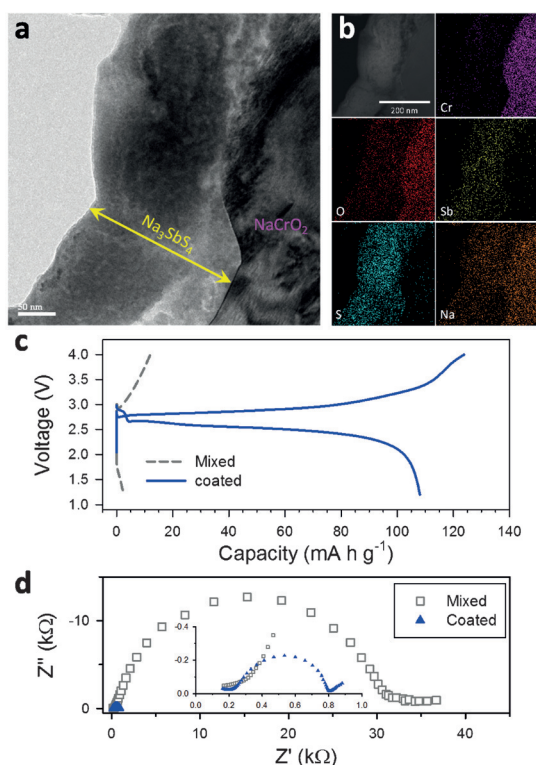 a
Na₃SbS₄
NaCrO₂
50 nm
b
200 nm
Cr
O
Sb
S
Na
c
Voltage (V)
4.0
3.5
3.0
2.5
2.0
1.5
1.0
Mixed
coated
0 20 40 60 80 100 120 140
Capacity (mA h g⁻¹)
d
Z" (kΩ)
-10
0
Mixed
Coated
-0.4
-0.2
0.0
0.0 0.2 0.4 0.6 0.8 1.0
0 10 20 30 40
Z' (kΩ)